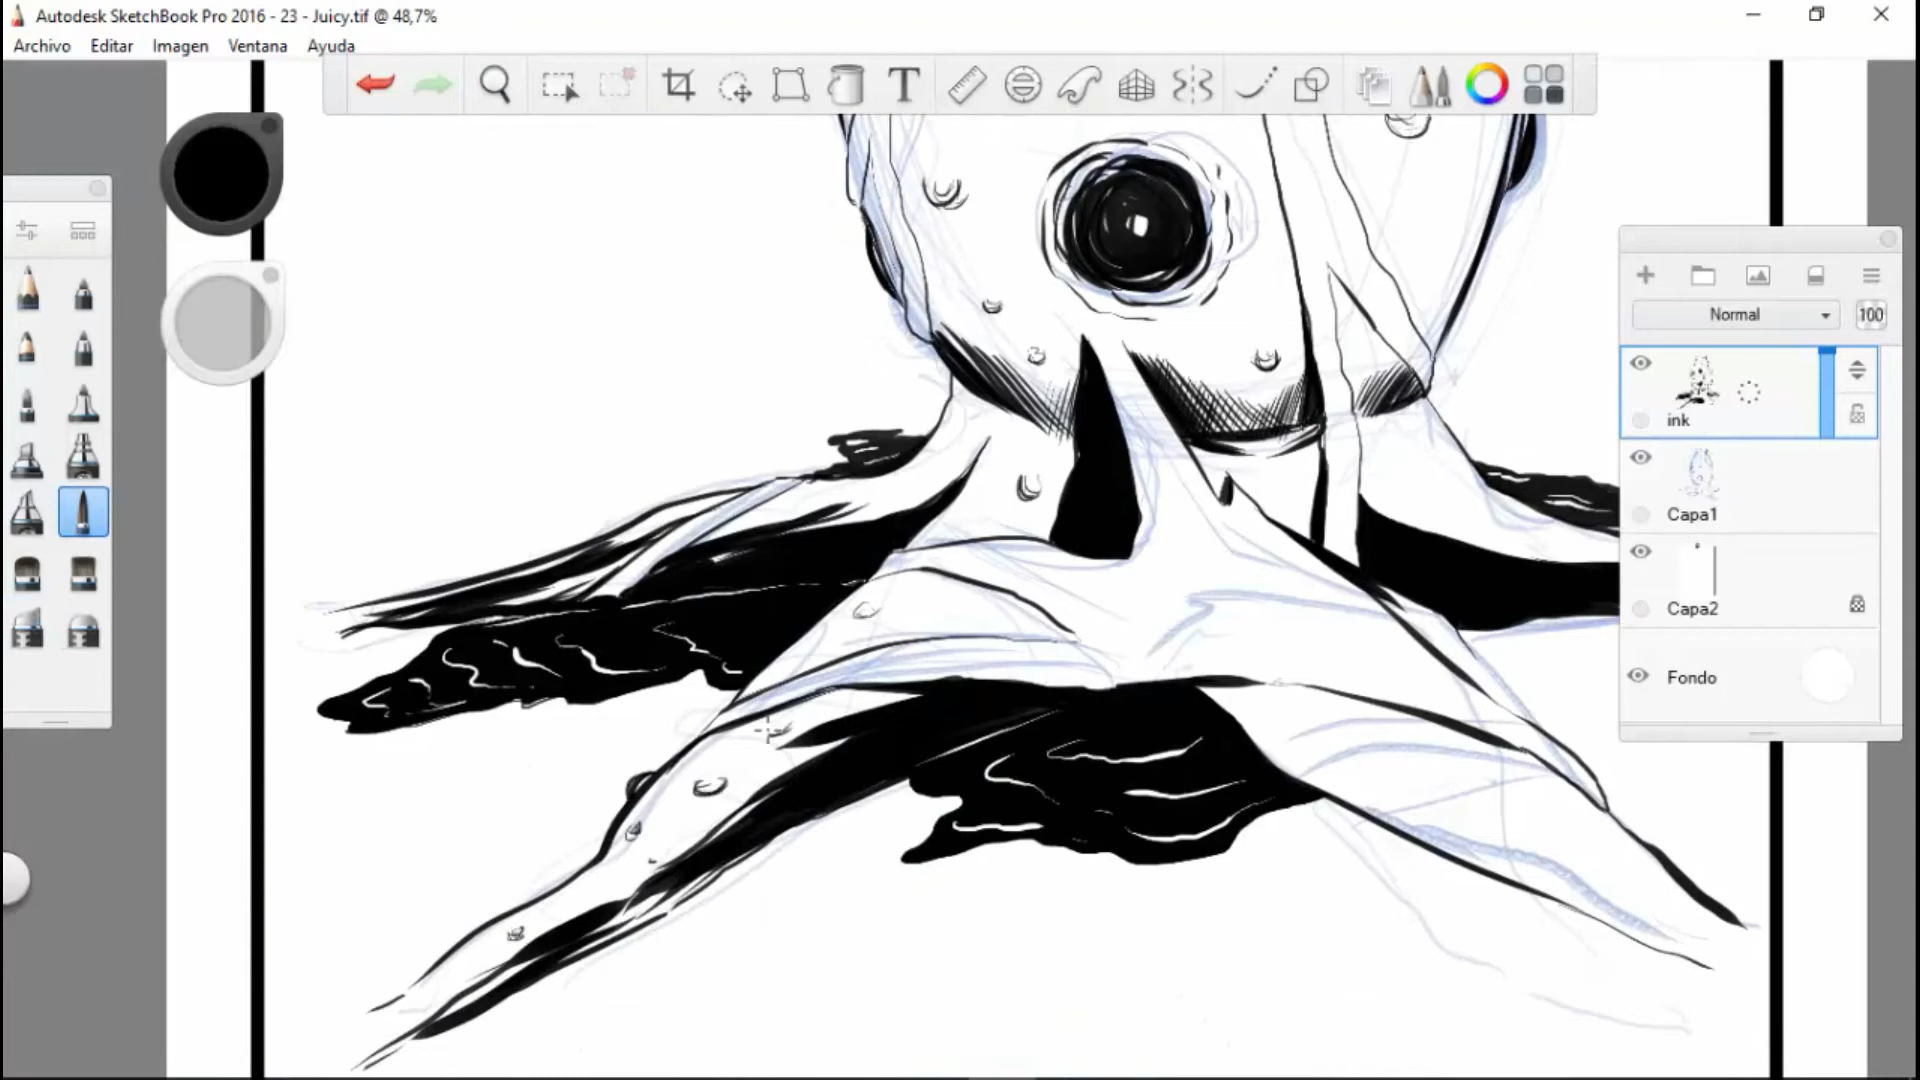 Autodesk SketchBook Pro 2016 - 23 - Juicy.tif @ 48,7%
Archivo Editar Imagen Ventana Ayuda
T
Normal 100
ink
Capa1
Capa2
Fondo